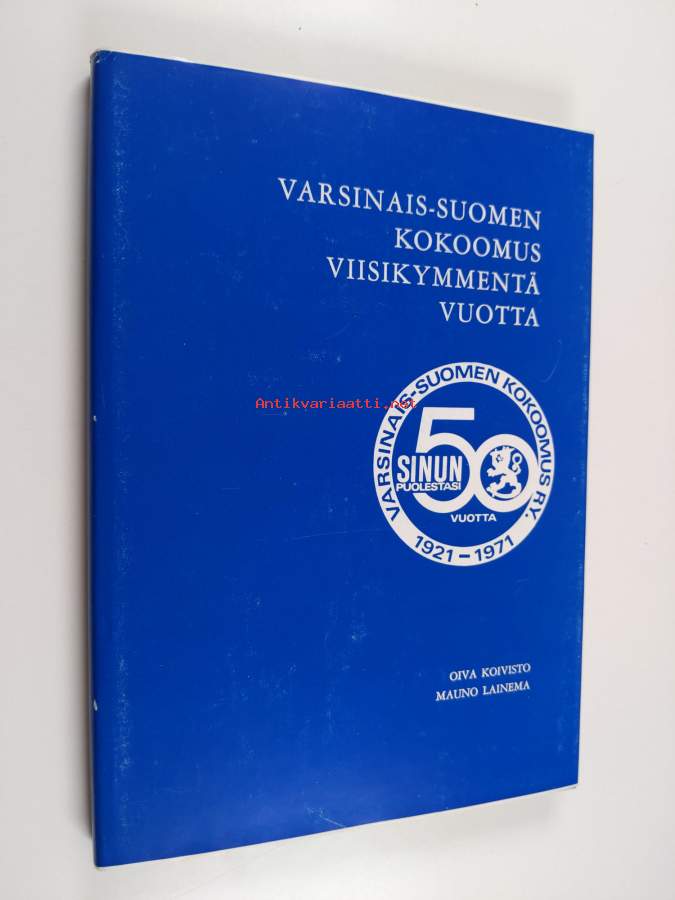 VARSINAIS-SUOMEN
KOKOOMUS
VIISIKYMMENTÄ
VUOTTA
Antikvariaatti.net
VARSINAIS-SUOMEN KOKOOMUS RY.
50
SINUN
PUOLESTASI
VUOTTA
1921-1971
OIVA KOIVISTO
MAUNO LAINEMA